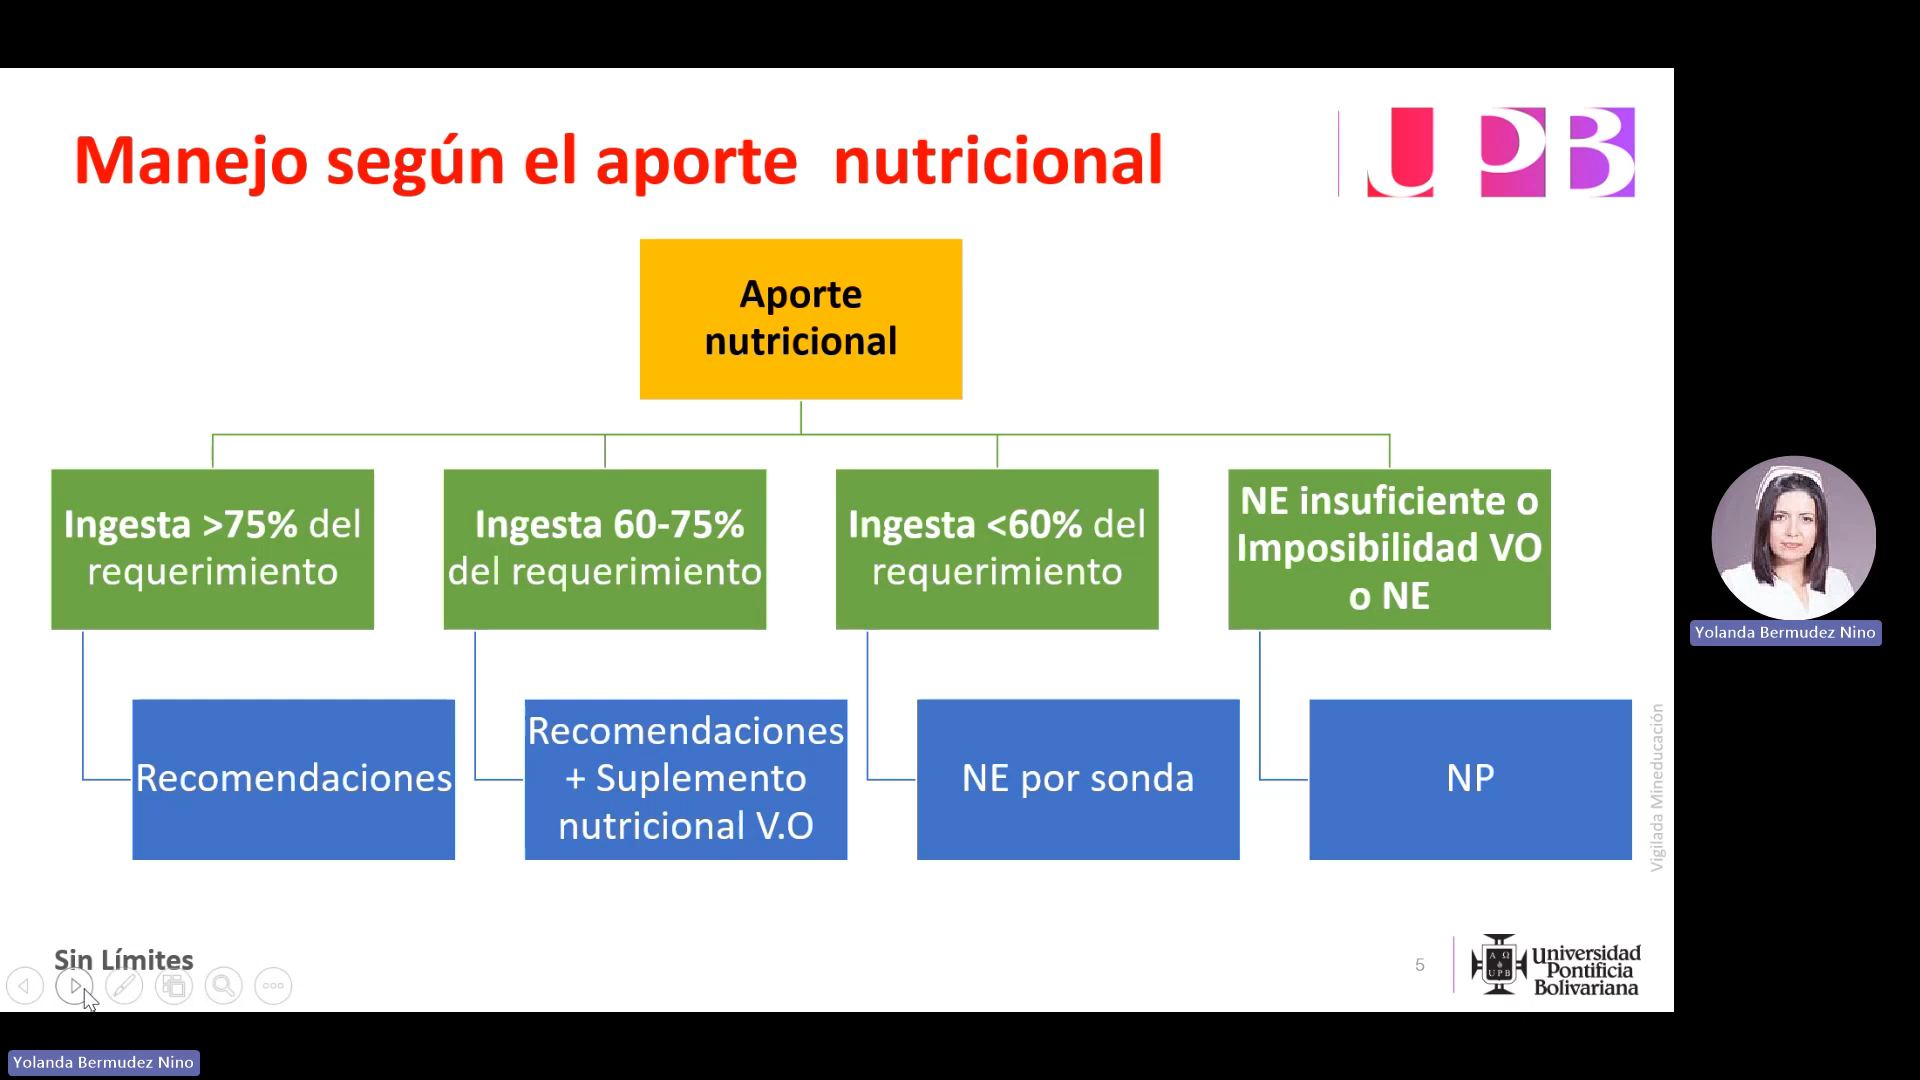 Manejo según el aporte nutricional
UPB
Aporte
nutricional
Ingesta >75% del
requerimiento
Ingesta 60-75%
del requerimiento
Ingesta <60% del
requerimiento
NE insuficiente o
Imposibilidad VO
o NE
Recomendaciones
Recomendaciones
+ Suplemento
nutricional V.O
NE por sonda
NP
Vigilada Mineducación
Sin Límites
5
A Ω
UPB
Universidad
Pontificia
Bolivariana
Yolanda Bermudez Nino
Yolanda Bermudez Nino